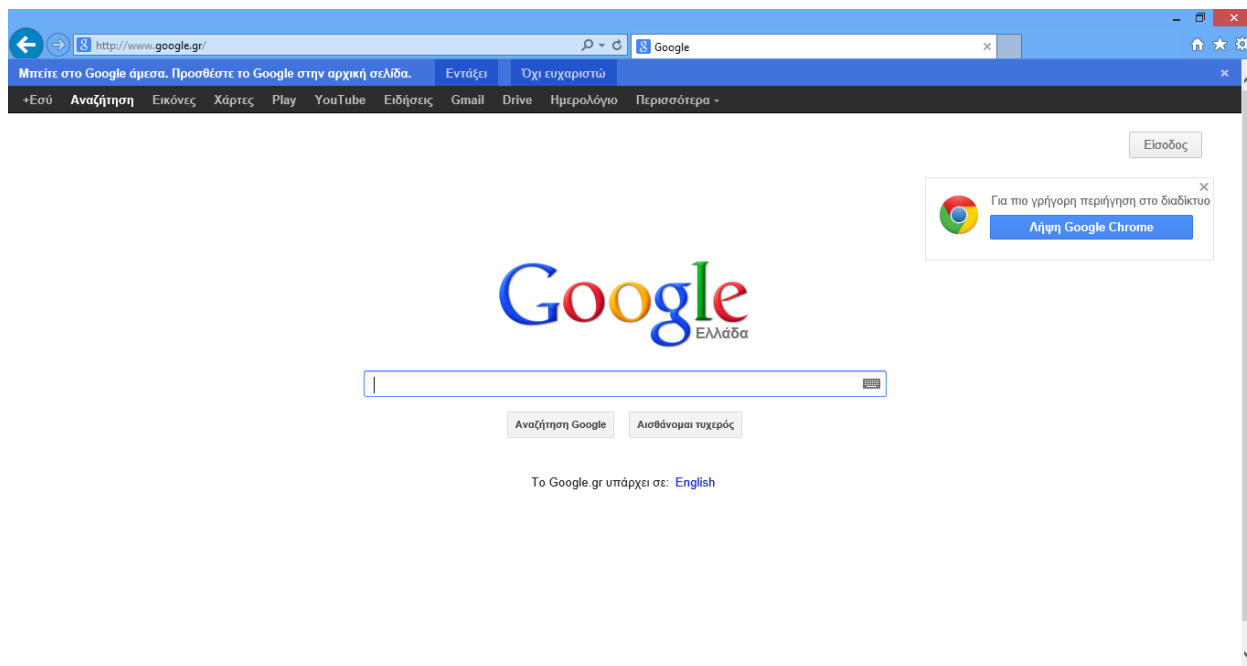 http://www.google.gr/
Google
Μπείτε στο Google άμεσα. Προσθέστε το Google στην αρχική σελίδα. Εντάξει Όχι ευχαριστώ
+Εσύ Αναζήτηση Εικόνες Χάρτες Play YouTube Ειδήσεις Gmail Drive Ημερολόγιο Περισσότερα
Είσοδος
Για πιο γρήγορη περιήγηση στο διαδίκτυο
Λήψη Google Chrome
Google
Ελλάδα
Αναζήτηση Google Αισθάνομαι τυχερός
Το Google.gr υπάρχει σε: English